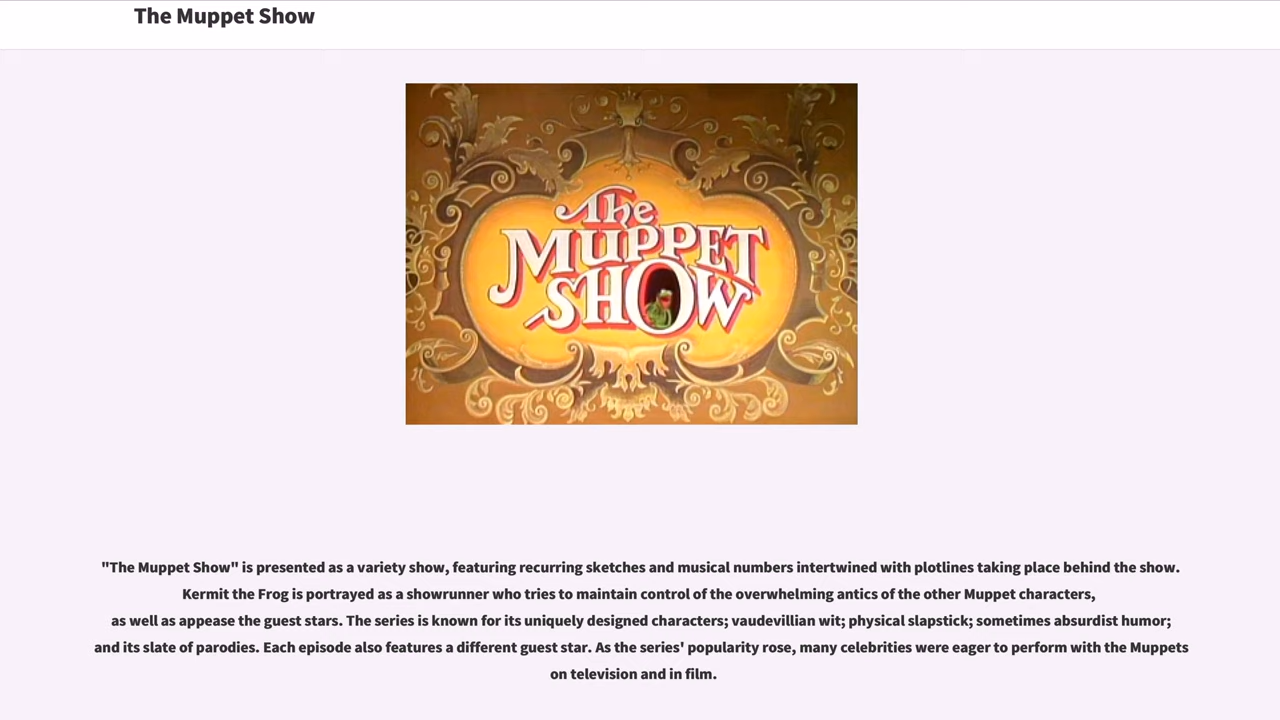 The Muppet Show
The
MUPPET
SHOW
"The Muppet Show" is presented as a variety show, featuring recurring sketches and musical numbers intertwined with plotlines taking place behind the show.
Kermit the Frog is portrayed as a showrunner who tries to maintain control of the overwhelming antics of the other Muppet characters,
as well as appease the guest stars. The series is known for its uniquely designed characters; vaudevillian wit; physical slapstick; sometimes absurdist humor;
and its slate of parodies. Each episode also features a different guest star. As the series' popularity rose, many celebrities were eager to perform with the Muppets
on television and in film.